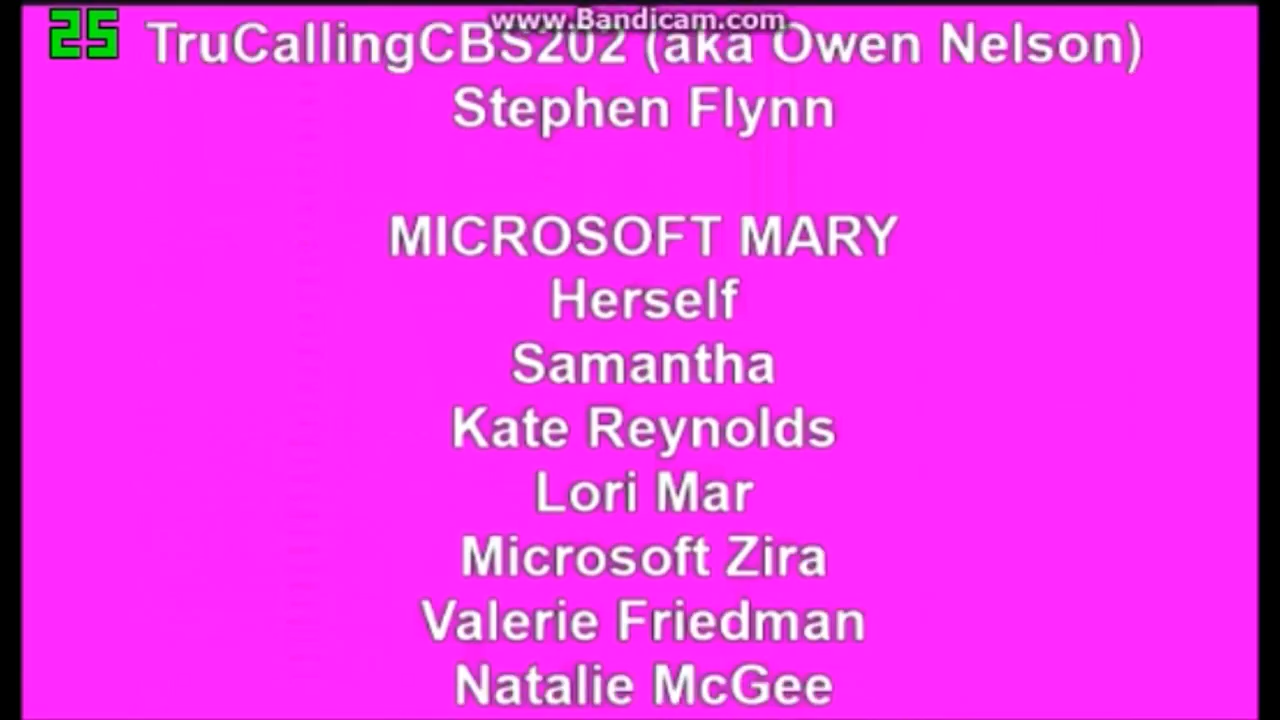 www.Bandicam.com
25
TruCallingCBS202 (aka Owen Nelson)
Stephen Flynn
MICROSOFT MARY
Herself
Samantha
Kate Reynolds
Lori Mar
Microsoft Zira
Valerie Friedman
Natalie McGee